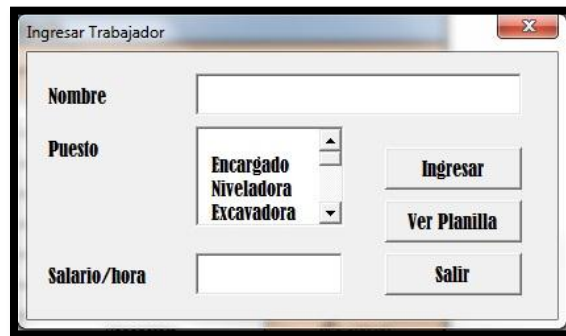 Ingresar Trabajador
Nombre
Puesto
Encargado
Niveladora
Excavadora
Ingresar
Ver Planilla
Salario/hora
Salir